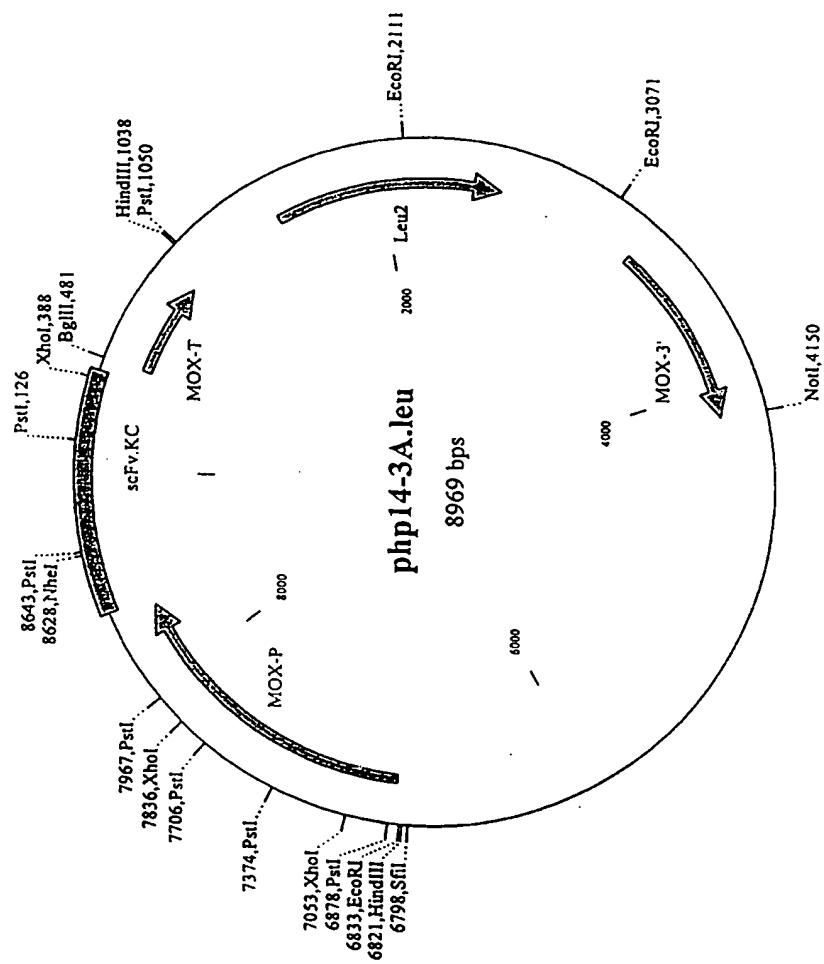 php14-3A.leu
8969 bps
PstI,126
XhoI,388
BglII,481
HindIII,1038
PstI,1050
EcoRI,2111
EcoRI,3071
NotI,4150
6798,SfiI
6821,HindIII
6833,EcoRI
6878,PstI
7053,XhoI
7374,PstI
7706,PstI
7836,XhoI
7967,PstI
8628,NheI
8643,PstI
scFv.KC
MOX-T
Leu2
MOX-3'
MOX-P
2000
4000
6000
8000